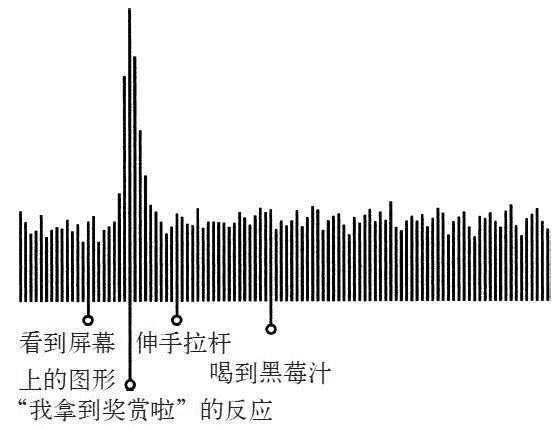 看到屏幕
上的图形
伸手拉杆
喝到黑莓汁
“我拿到奖赏啦”的反应